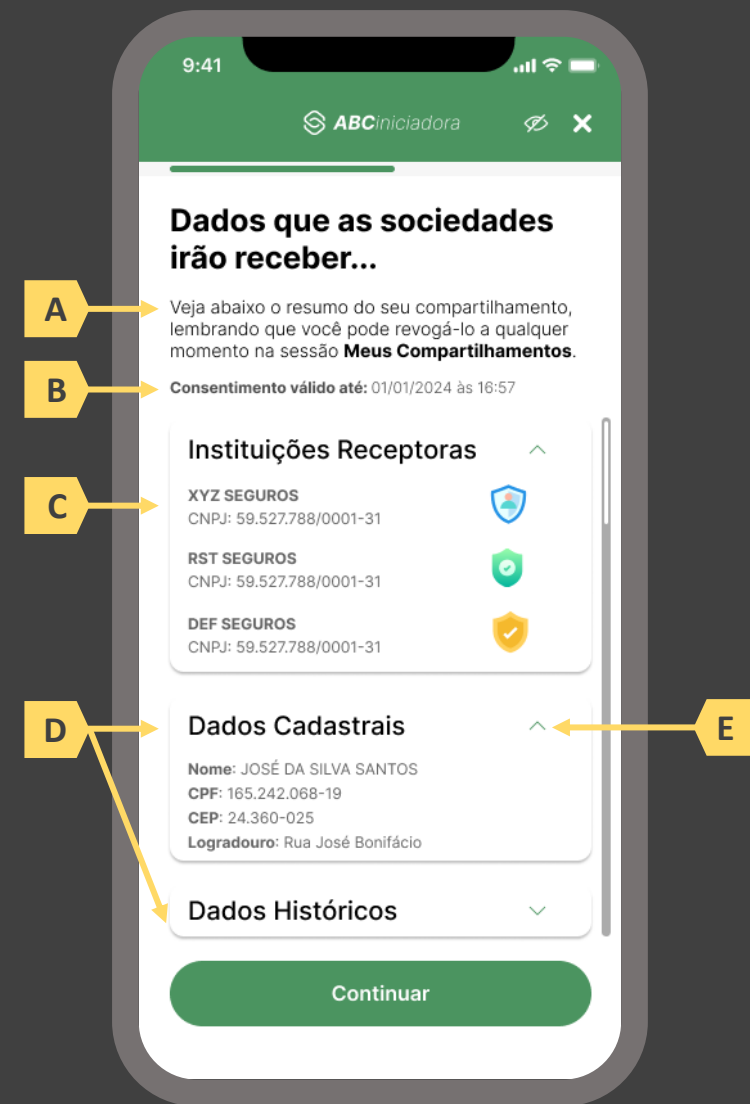 9:41
ABCiniciadora
Dados que as sociedades
irão receber...
A
Veja abaixo o resumo do seu compartilhamento,
lembrando que você pode revogá-lo a qualquer
momento na sessão Meus Compartilhamentos.
B
Consentimento válido até: 01/01/2024 às 16:57
Instituições Receptoras
C
XYZ SEGUROS
CNPJ: 59.527.788/0001-31
RST SEGUROS
CNPJ: 59.527.788/0001-31
DEF SEGUROS
CNPJ: 59.527.788/0001-31
D
Dados Cadastrais
E
Nome: JOSÉ DA SILVA SANTOS
CPF: 165.242.068-19
CEP: 24.360-025
Logradouro: Rua José Bonifácio
Dados Históricos
Continuar